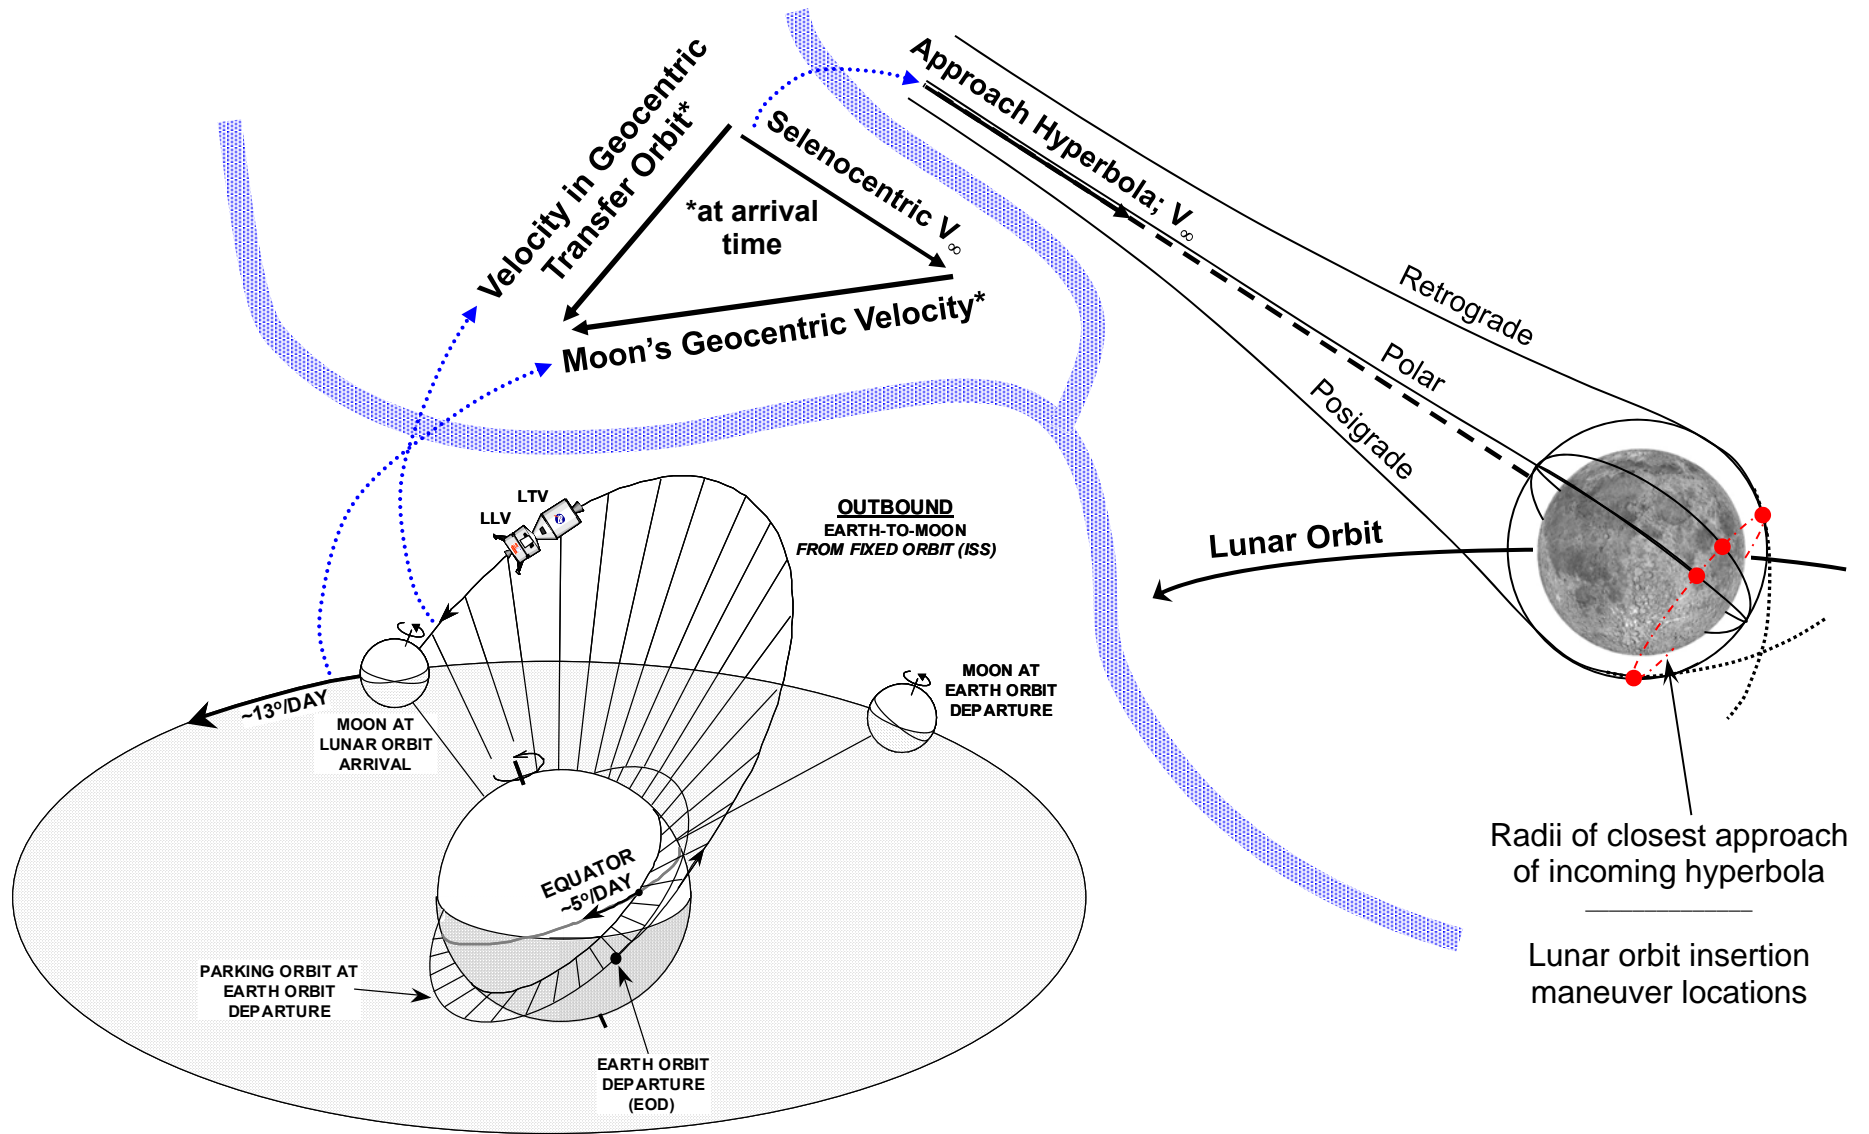 Velocity in Geocentric
Transfer Orbit*
Selenocentric V∞
*at arrival
time
Moon's Geocentric Velocity*
Approach Hyperbola; V∞
Retrograde
Polar
Posigrade
Lunar Orbit
Radii of closest approach
of incoming hyperbola
Lunar orbit insertion
maneuver locations
LTV
LLV
OUTBOUND
EARTH-TO-MOON
FROM FIXED ORBIT (ISS)
~13º/DAY
MOON AT
LUNAR ORBIT
ARRIVAL
MOON AT
EARTH ORBIT
DEPARTURE
EQUATOR
~5º/DAY
PARKING ORBIT AT
EARTH ORBIT
DEPARTURE
EARTH ORBIT
DEPARTURE
(EOD)